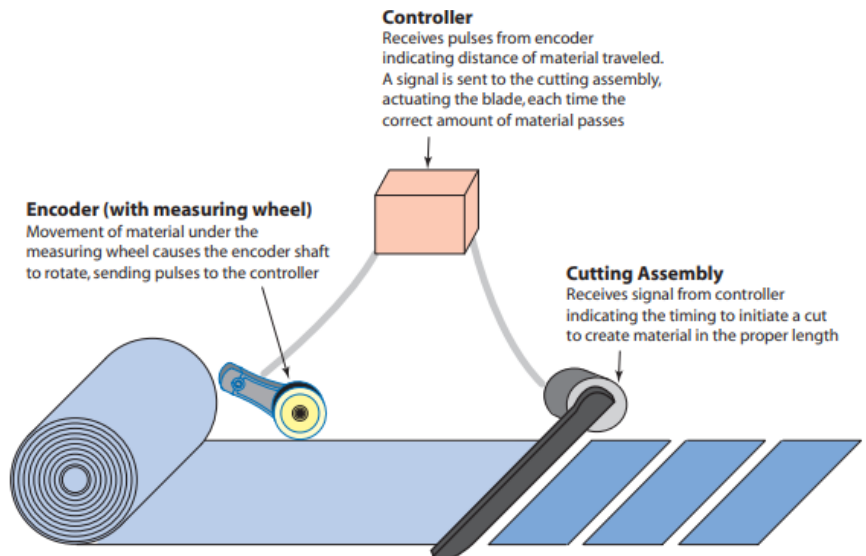 Controller
Receives pulses from encoder
indicating distance of material traveled.
A signal is sent to the cutting assembly,
actuating the blade, each time the
correct amount of material passes
Encoder (with measuring wheel)
Movement of material under the
measuring wheel causes the encoder shaft
to rotate, sending pulses to the controller
Cutting Assembly
Receives signal from controller
indicating the timing to initiate a cut
to create material in the proper length